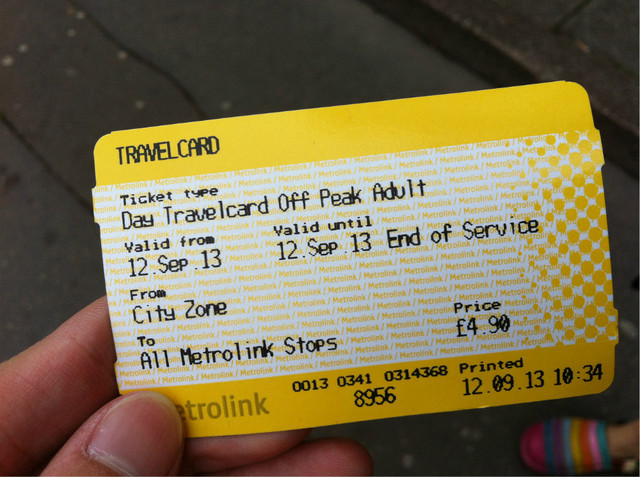 TRAVELCARD
Ticket type
Day Travelcard Off Peak Adult
Valid from Valid until
12.Sep.13 12.Sep.13 End of Service
From
City Zone
To Price
All Metrolink Stops £4.90
0013 0341 0314368 Printed
etrolink 8956 12.09.13 10:34